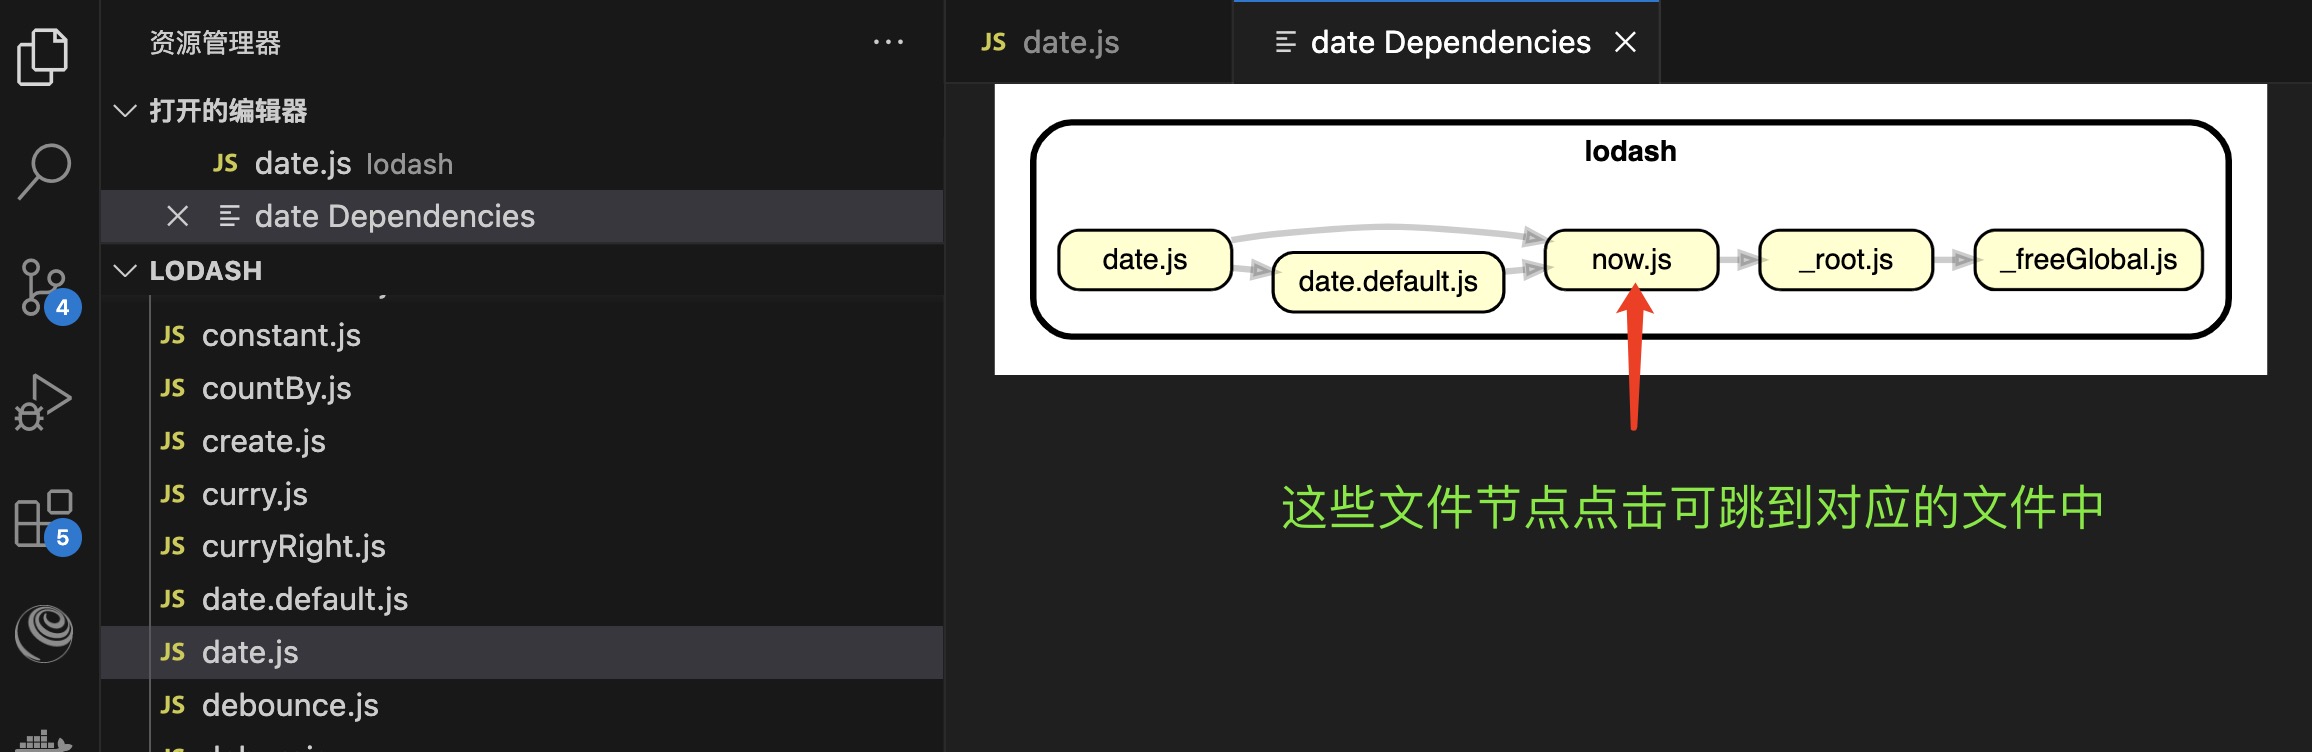 资源管理器
打开的编辑器
JS date.js lodash
date Dependencies
LODASH
JS constant.js
JS countBy.js
JS create.js
JS curry.js
JS curryRight.js
JS date.default.js
JS date.js
JS debounce.js
4
5
JS date.js
date Dependencies
lodash
date.js
date.default.js
now.js
_root.js
_freeGlobal.js
这些文件节点点击可跳到对应的文件中